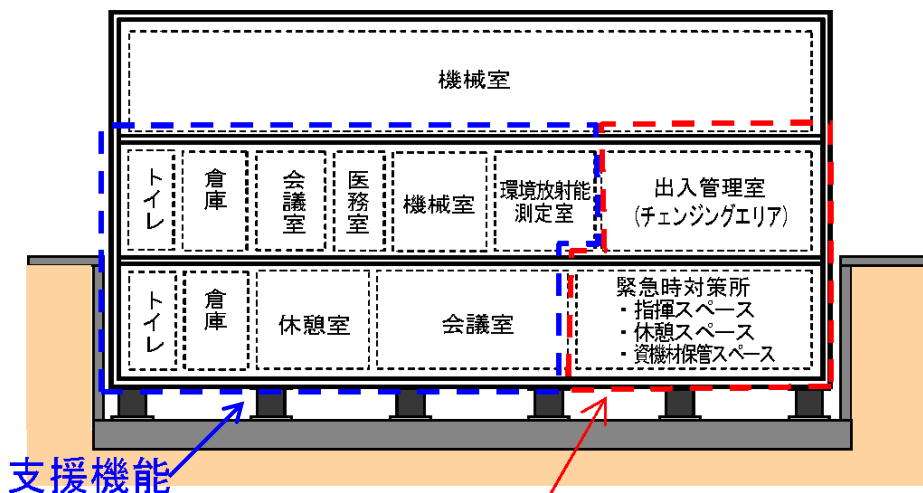 機械室
トイレ
倉庫
会議室
医務室
機械室
環境放射能
測定室
出入管理室
(チェンジングエリア)
トイレ
倉庫
休憩室
会議室
緊急時対策所
・指揮スペース
・休憩スペース
・資機材保管スペース
支援機能